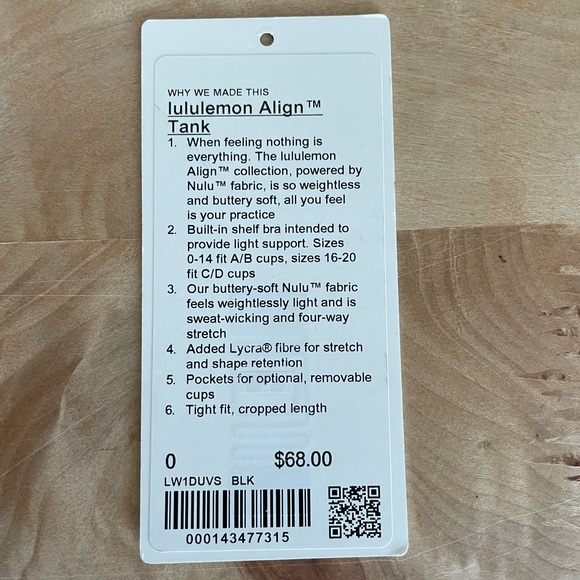 WHY WE MADE THIS
lululemon Align™
Tank
1. When feeling nothing is
everything. The lululemon
Align™ collection, powered by
Nulu™ fabric, is so weightless
and buttery soft, all you feel
is your practice
2. Built-in shelf bra intended to
provide light support. Sizes
0-14 fit A/B cups, sizes 16-20
fit C/D cups
3. Our buttery-soft Nulu™ fabric
feels weightlessly light and is
sweat-wicking and four-way
stretch
4. Added Lycra® fibre for stretch
and shape retention
5. Pockets for optional, removable
cups
6. Tight fit, cropped length
0 $68.00
LW1DUVS BLK
000143477315